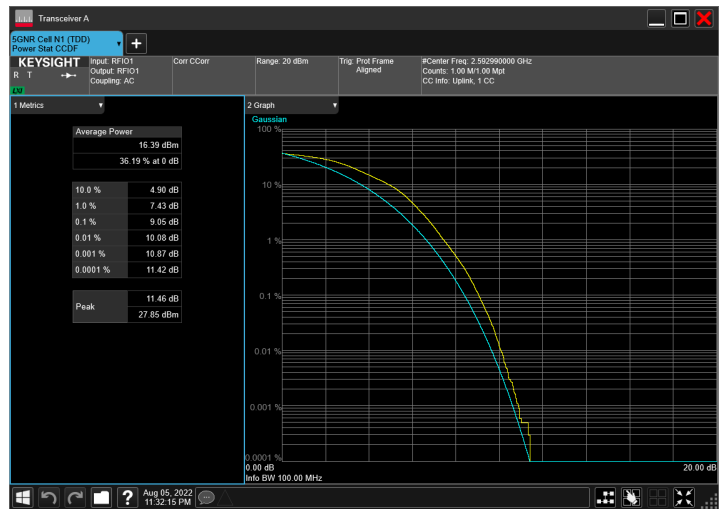 Transceiver A
5GNR Cell N1 (TDD)
Power Stat CCDF
KEYSIGHT
R T
LXI
Input: RFIO1
Output: RFIO1
Coupling: AC
Corr CCorr
Range: 20 dBm
Trig: Prot Frame
Aligned
#Center Freq: 2.592990000 GHz
Counts: 1.00 M/1.00 Mpt
CC Info: Uplink, 1 CC
1 Metrics
Average Power
16.39 dBm
36.19 % at 0 dB
10.0 % 4.90 dB
1.0 % 7.43 dB
0.1 % 9.05 dB
0.01 % 10.08 dB
0.001 % 10.87 dB
0.0001 % 11.42 dB
Peak
11.46 dB
27.85 dBm
2 Graph
Gaussian
100 %
10 %
1 %
0.1 %
0.01 %
0.001 %
0.0001 %
0.00 dB 20.00 dB
Info BW 100.00 MHz
?
Aug 05, 2022
11:32:15 PM